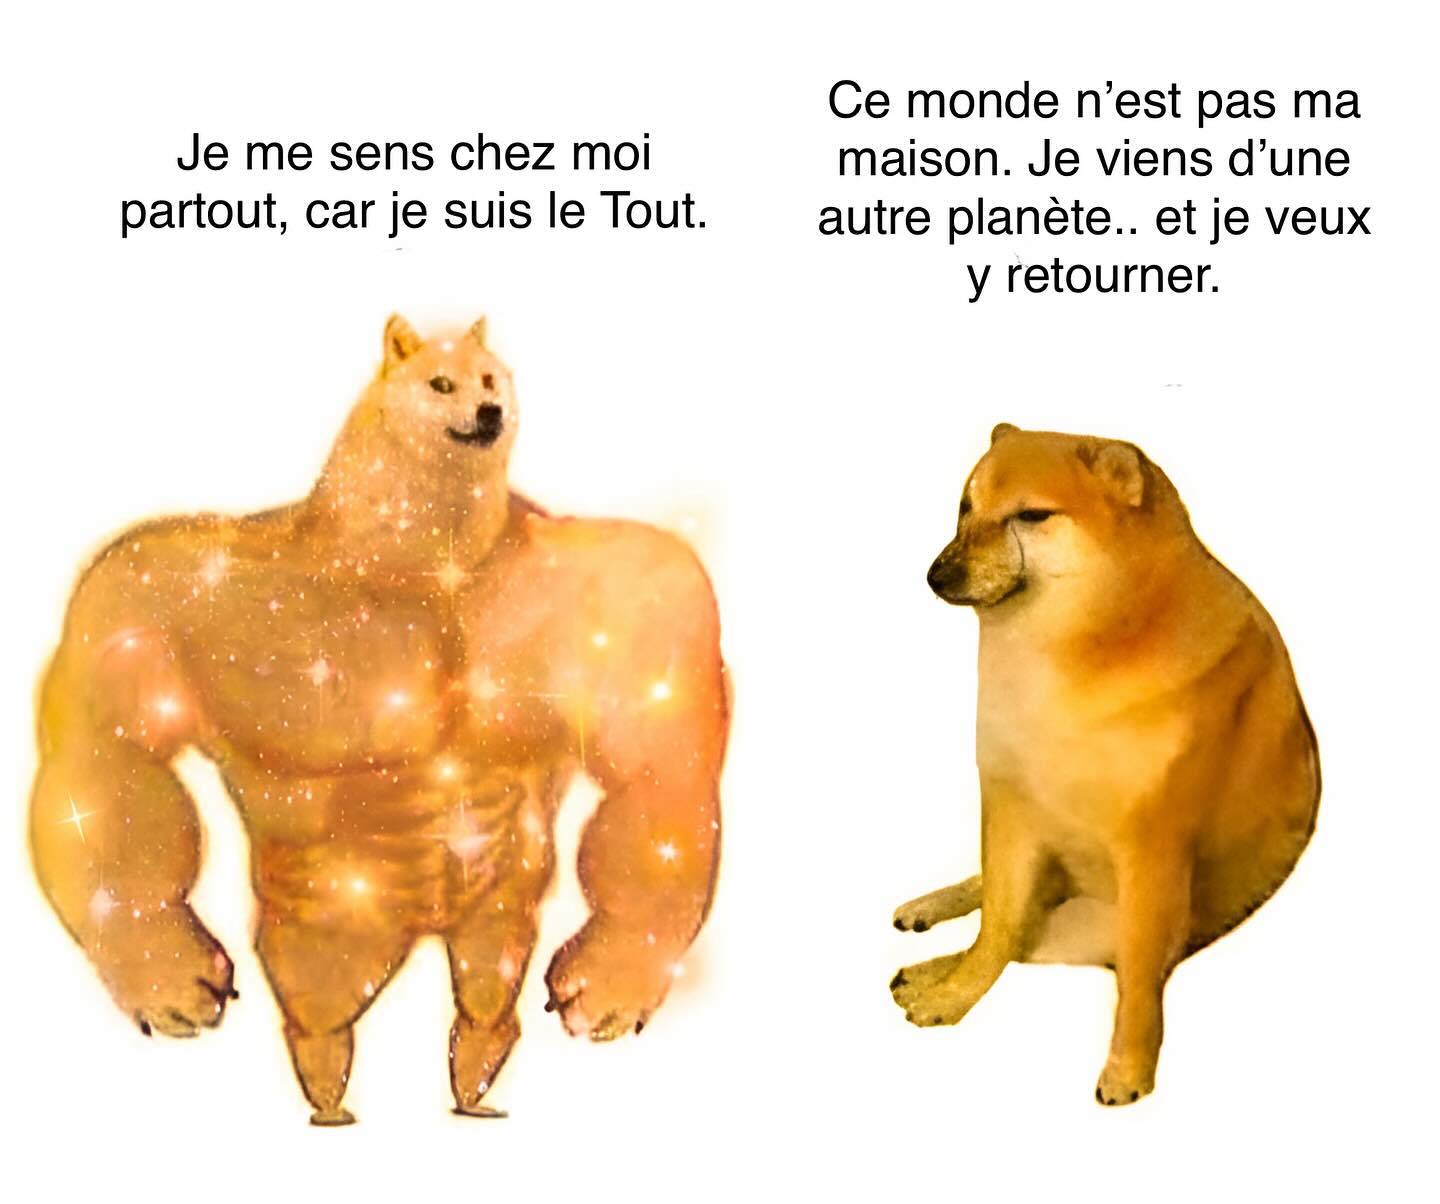 Je me sens chez moi
partout, car je suis le Tout.
Ce monde n’est pas ma
maison. Je viens d’une
autre planète.. et je veux
y retourner.